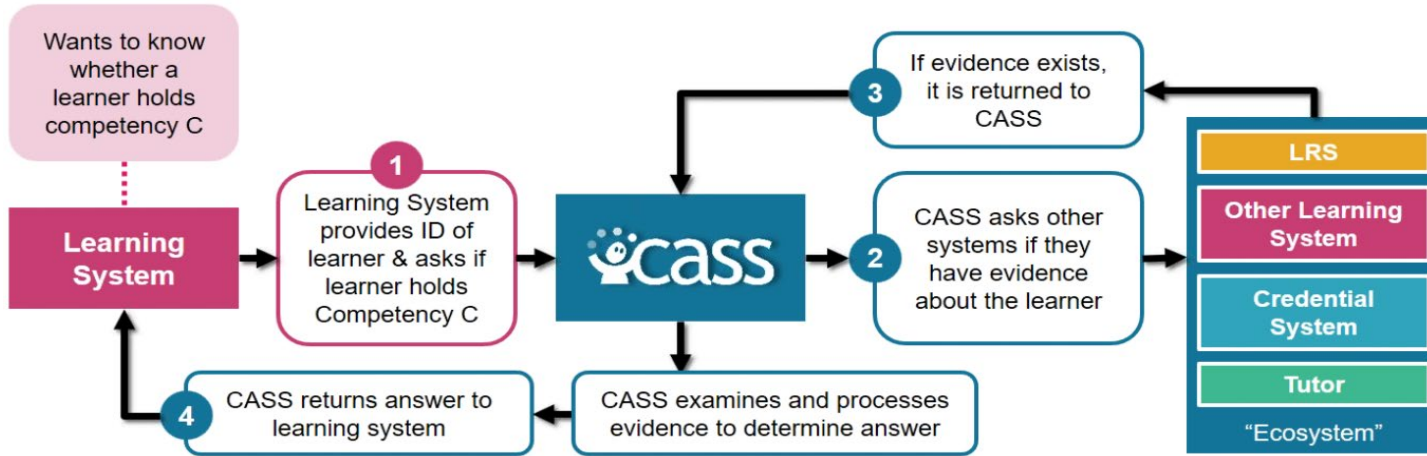 Wants to know
whether a
learner holds
competency C
Learning
System
1
Learning System
provides ID of
learner & asks if
learner holds
Competency C
cass
2
CASS asks other
systems if they
have evidence
about the learner
3
If evidence exists,
it is returned to
CASS
LRS
Other Learning
System
Credential
System
Tutor
“Ecosystem”
CASS examines and processes
evidence to determine answer
4
CASS returns answer to
learning system